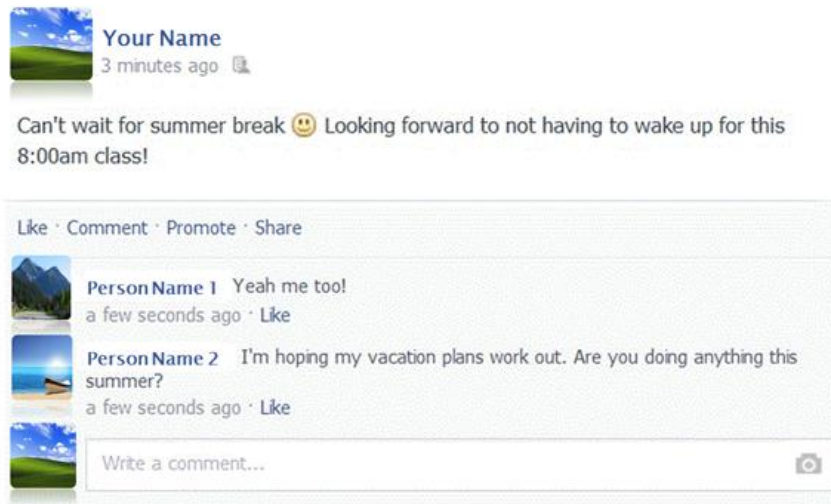 Your Name
3 minutes ago
Can't wait for summer break Looking forward to not having to wake up for this
8:00am class!
Like · Comment · Promote · Share
Person Name 1 Yeah me too!
a few seconds ago · Like
Person Name 2 I'm hoping my vacation plans work out. Are you doing anything this
summer?
a few seconds ago · Like
Write a comment...